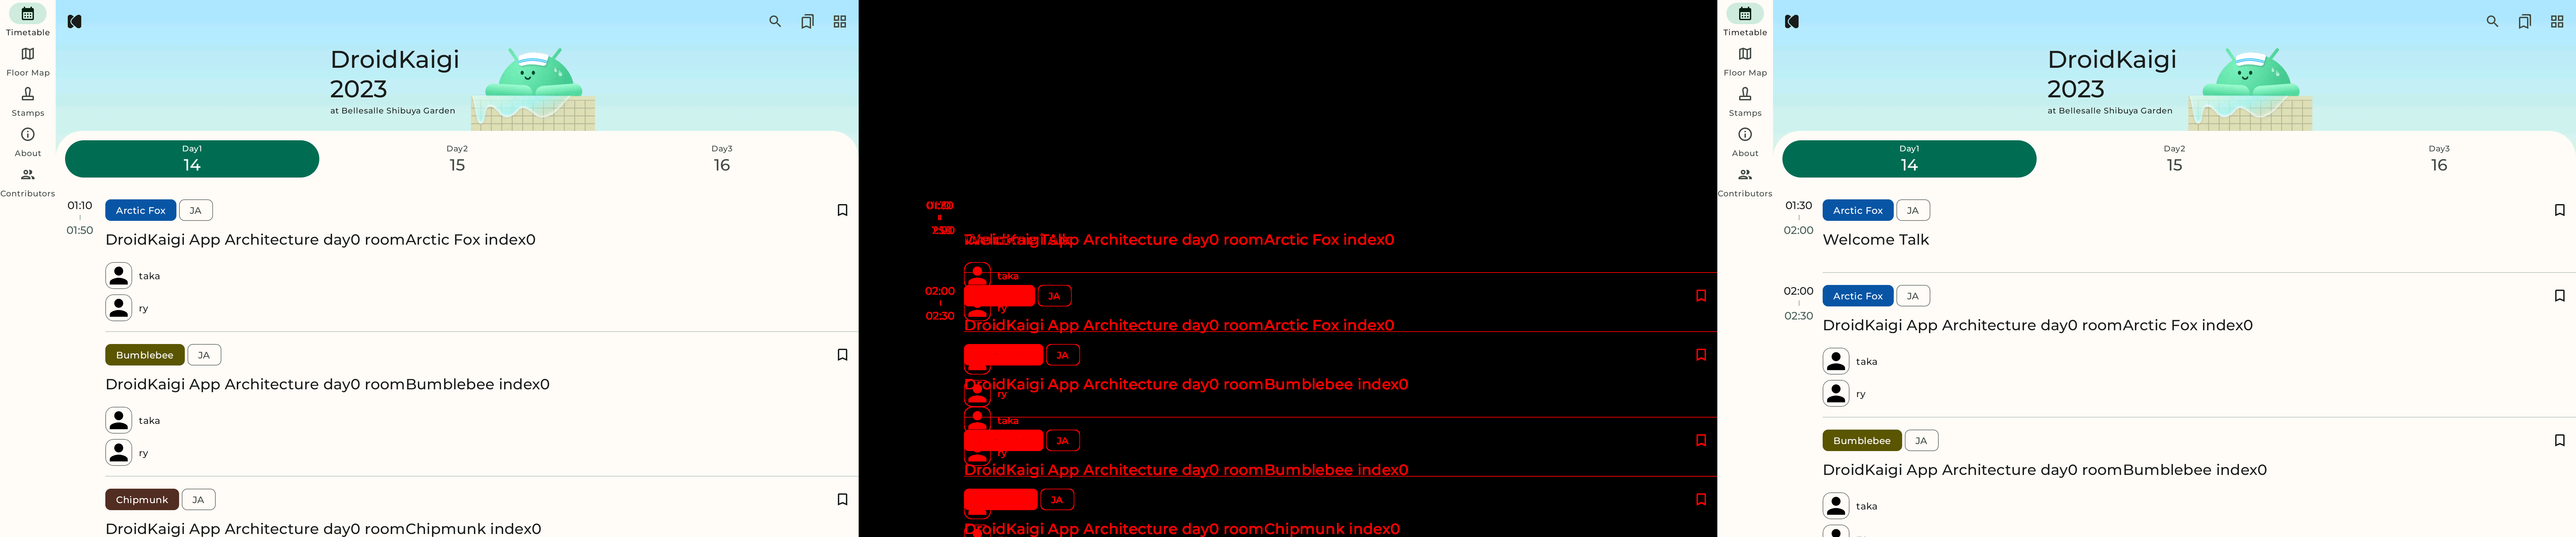 Timetable
Floor Map
Stamps
About
Contributors
DroidKaigi
2023
at Bellesalle Shibuya Garden
Day1
14
Day2
15
Day3
16
01:10
01:50
Arctic Fox
JA
DroidKaigi App Architecture day0 roomArctic Fox index0
taka
ry
Bumblebee
JA
DroidKaigi App Architecture day0 roomBumblebee index0
taka
ry
Chipmunk
JA
DroidKaigi App Architecture day0 roomChipmunk index0
taka
02:00
JA
ry
02:30
DroidKaigi App Architecture day0 roomArctic Fox index0
JA
DroidKaigi App Architecture day0 roomBumblebee index0
ry
taka
JA
ry
DroidKaigi App Architecture day0 roomBumblebee index0
JA
DroidKaigi App Architecture day0 roomChipmunk index0
Timetable
Floor Map
Stamps
About
Contributors
DroidKaigi
2023
at Bellesalle Shibuya Garden
Day1
14
Day2
15
Day3
16
01:30
02:00
Arctic Fox
JA
Welcome Talk
02:00
02:30
Arctic Fox
JA
DroidKaigi App Architecture day0 roomArctic Fox index0
taka
ry
Bumblebee
JA
DroidKaigi App Architecture day0 roomBumblebee index0
taka